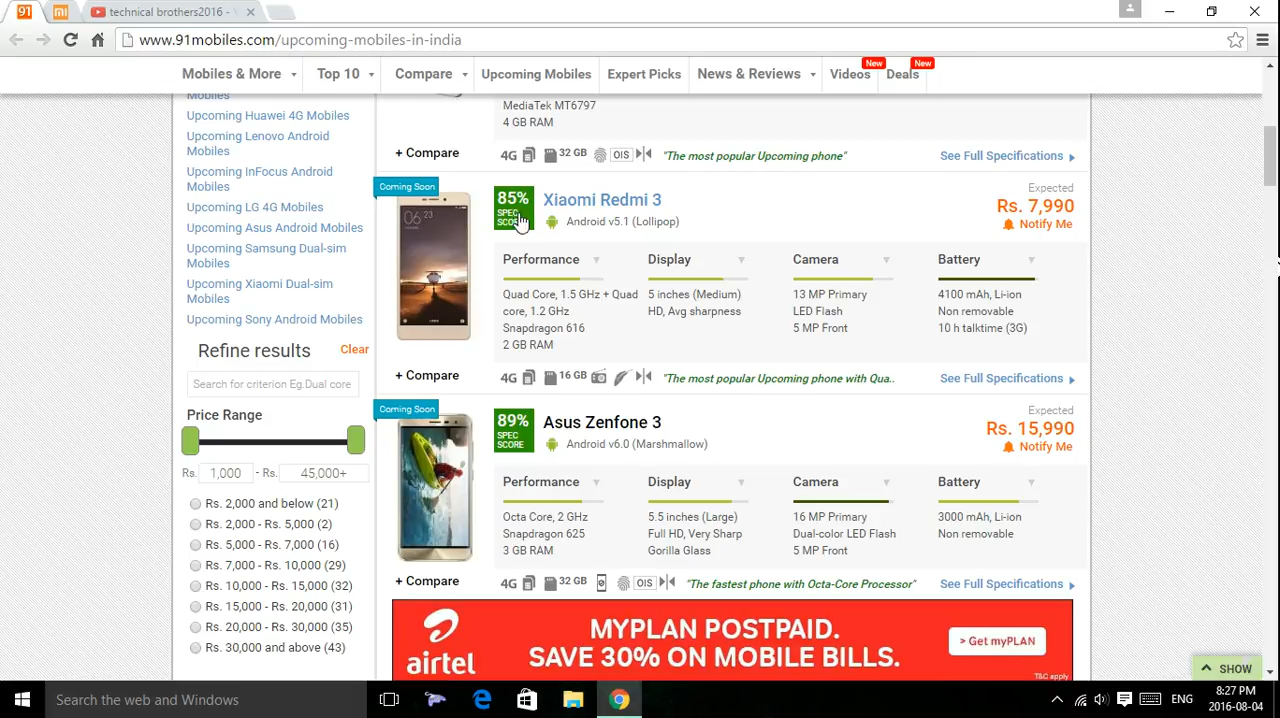 91
mi
technical brothers2016 -
www.91mobiles.com/upcoming-mobiles-in-india
Mobiles & More
Top 10
Compare
Upcoming Mobiles
Expert Picks
News & Reviews
Videos
New
Deals
New
Mobiles
Upcoming Huawei 4G Mobiles
Upcoming Lenovo Android
Mobiles
Upcoming InFocus Android
Mobiles
Upcoming LG 4G Mobiles
Upcoming Asus Android Mobiles
Upcoming Samsung Dual-sim
Mobiles
Upcoming Xiaomi Dual-sim
Mobiles
Upcoming Sony Android Mobiles
Refine results
Clear
Search for criterion Eg.Dual core
Price Range
Rs. 1,000 - Rs. 45,000+
Rs. 2,000 and below (21)
Rs. 2,000 - Rs. 5,000 (2)
Rs. 5,000 - Rs. 7,000 (16)
Rs. 7,000 - Rs. 10,000 (29)
Rs. 10,000 - Rs. 15,000 (32)
Rs. 15,000 - Rs. 20,000 (31)
Rs. 20,000 - Rs. 30,000 (35)
Rs. 30,000 and above (43)
MediaTek MT6797
4 GB RAM
+ Compare
4G 32 GB OIS "The most popular Upcoming phone"
See Full Specifications
Coming Soon
06 23
85%
SPEC
SCORE
Xiaomi Redmi 3
Android v5.1 (Lollipop)
Expected
Rs. 7,990
Notify Me
Performance
Quad Core, 1.5 GHz + Quad
core, 1.2 GHz
Snapdragon 616
2 GB RAM
Display
5 inches (Medium)
HD, Avg sharpness
Camera
13 MP Primary
LED Flash
5 MP Front
Battery
4100 mAh, Li-ion
Non removable
10 h talktime (3G)
+ Compare
4G 16 GB "The most popular Upcoming phone with Qua..
See Full Specifications
Coming Soon
89%
SPEC
SCORE
Asus Zenfone 3
Android v6.0 (Marshmallow)
Expected
Rs. 15,990
Notify Me
Performance
Octa Core, 2 GHz
Snapdragon 625
3 GB RAM
Display
5.5 inches (Large)
Full HD, Very Sharp
Gorilla Glass
Camera
16 MP Primary
Dual-color LED Flash
5 MP Front
Battery
3000 mAh, Li-ion
Non removable
+ Compare
4G 32 GB OIS "The fastest phone with Octa-Core Processor"
See Full Specifications
airtel
MYPLAN POSTPAID.
SAVE 30% ON MOBILE BILLS.
> Get myPLAN
T&C apply
SHOW
Search the web and Windows
ENG
8:27 PM
2016-08-04